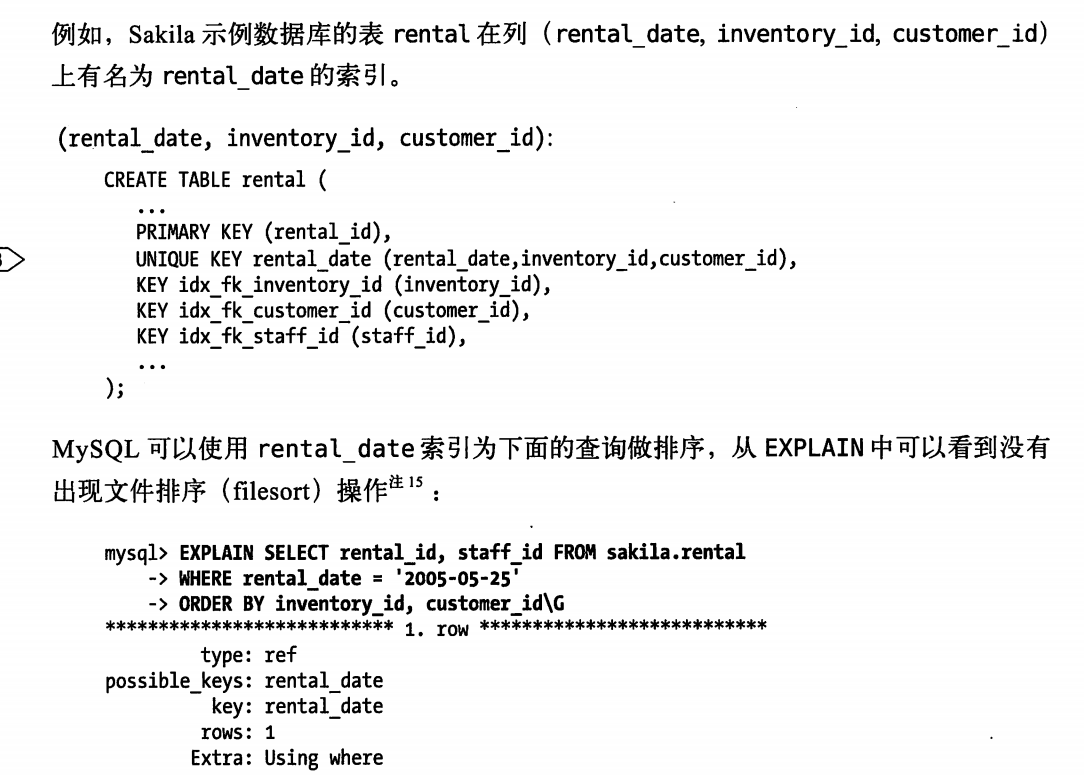 例如，Sakila 示例数据库的表 rental 在列（rental_date, inventory_id, customer_id）
上有名为 rental_date 的索引。
(rental_date, inventory_id, customer_id):
CREATE TABLE rental (
...
PRIMARY KEY (rental_id),
UNIQUE KEY rental_date (rental_date,inventory_id,customer_id),
KEY idx_fk_inventory_id (inventory_id),
KEY idx_fk_customer_id (customer_id),
KEY idx_fk_staff_id (staff_id),
...
);
MySQL 可以使用 rental_date 索引为下面的查询做排序，从 EXPLAIN 中可以看到没有
出现文件排序（filesort）操作注15：
mysql> EXPLAIN SELECT rental_id, staff_id FROM sakila.rental
-> WHERE rental_date = '2005-05-25'
-> ORDER BY inventory_id, customer_id\G
*************************** 1. row ***************************
type: ref
possible_keys: rental_date
key: rental_date
rows: 1
Extra: Using where